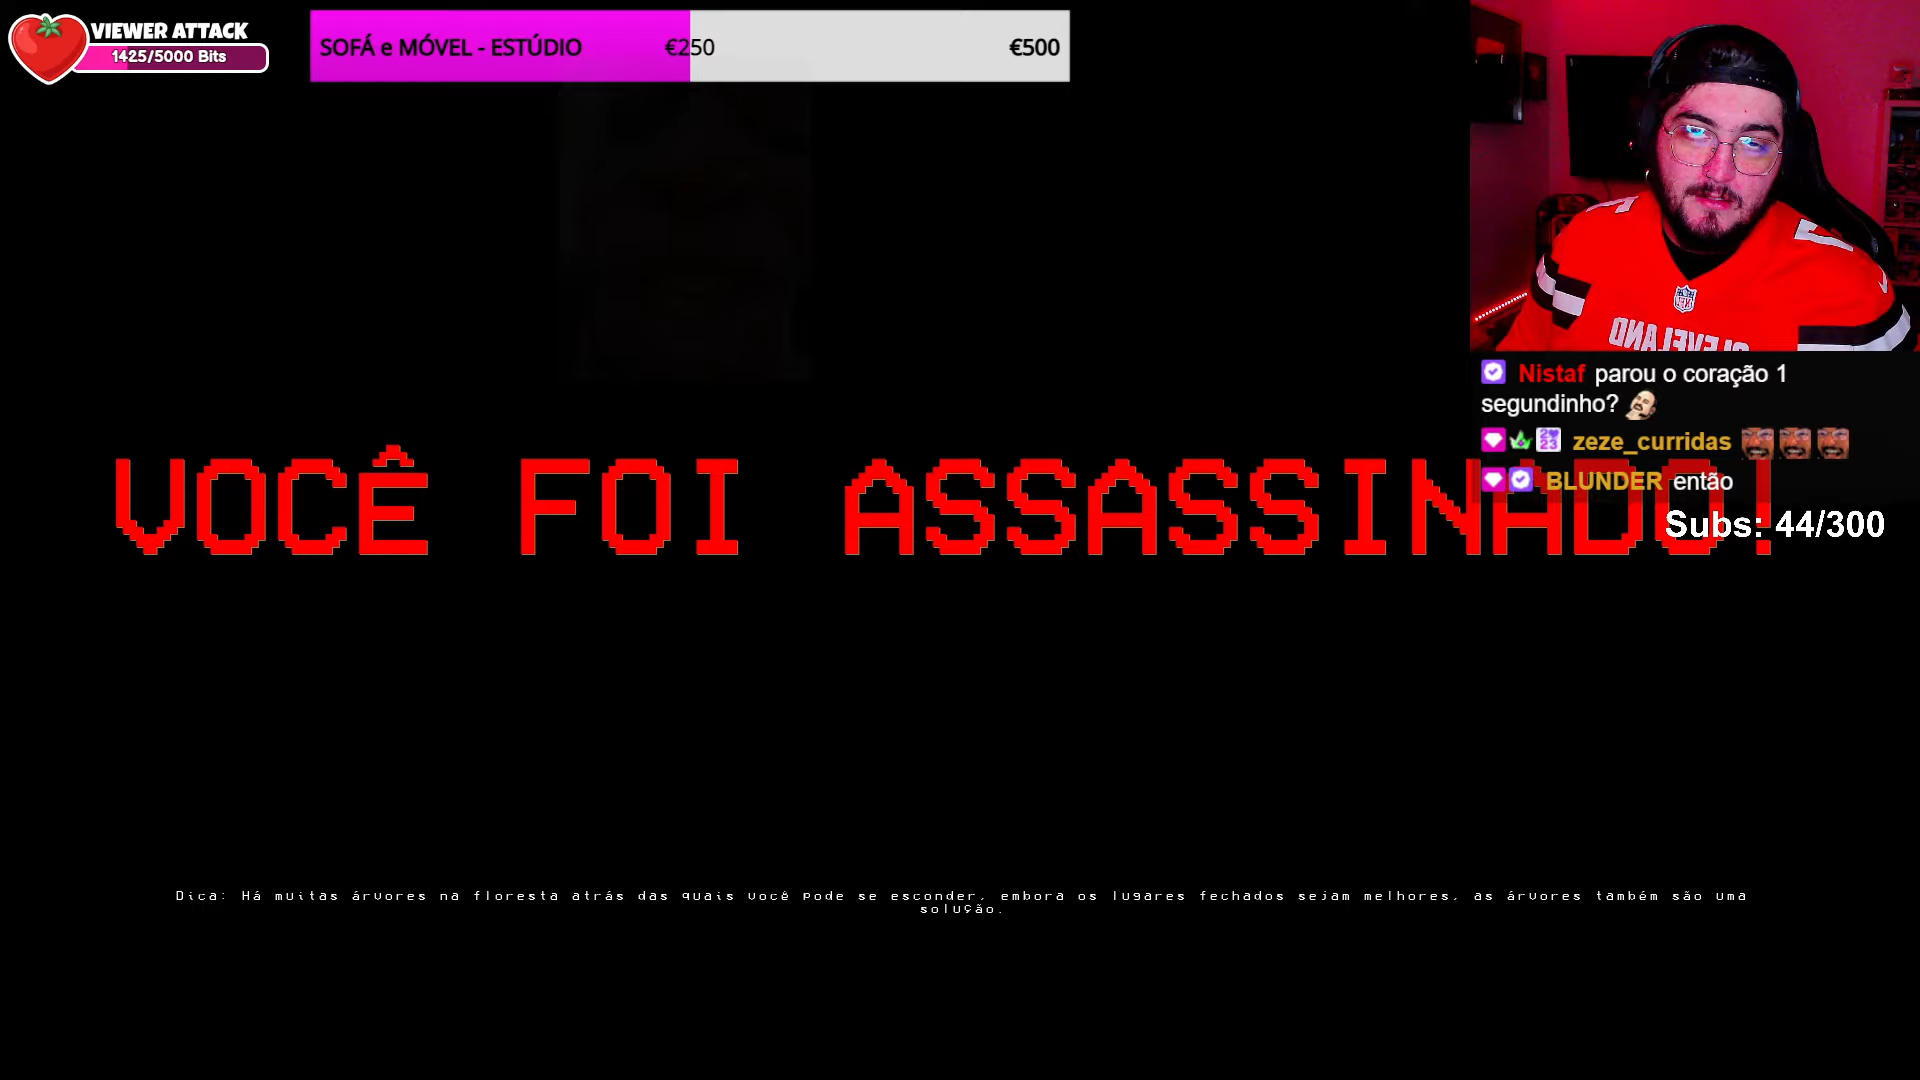 VIEWER ATTACK
1425/5000 Bits
SOFÁ e MÓVEL - ESTÚDIO €250 €500
CLEVELAND
Nistaf parou o coração 1
segundinho?
zeze_curridas
BLUNDER então
Subs: 44/300
VOCÊ FOI ASSASSINADO!
Dica: Há muitas árvores na floresta atrás das quais você pode se esconder, embora os lugares fechados sejam melhores, as árvores também são uma
solução.